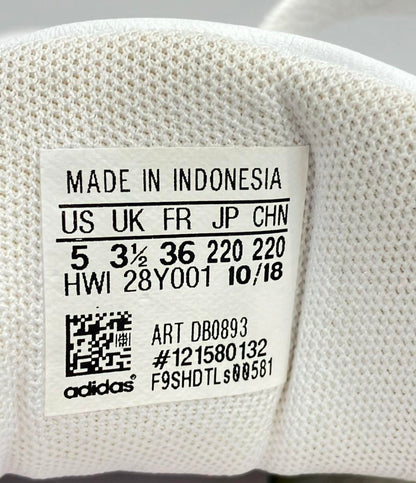 MADE IN INDONESIA
US UK FR JP CHN
5 3½ 36 220 220
HWI 28Y001 10/18
ART DB0893
#121580132
adidas® F9SHDTLs00581